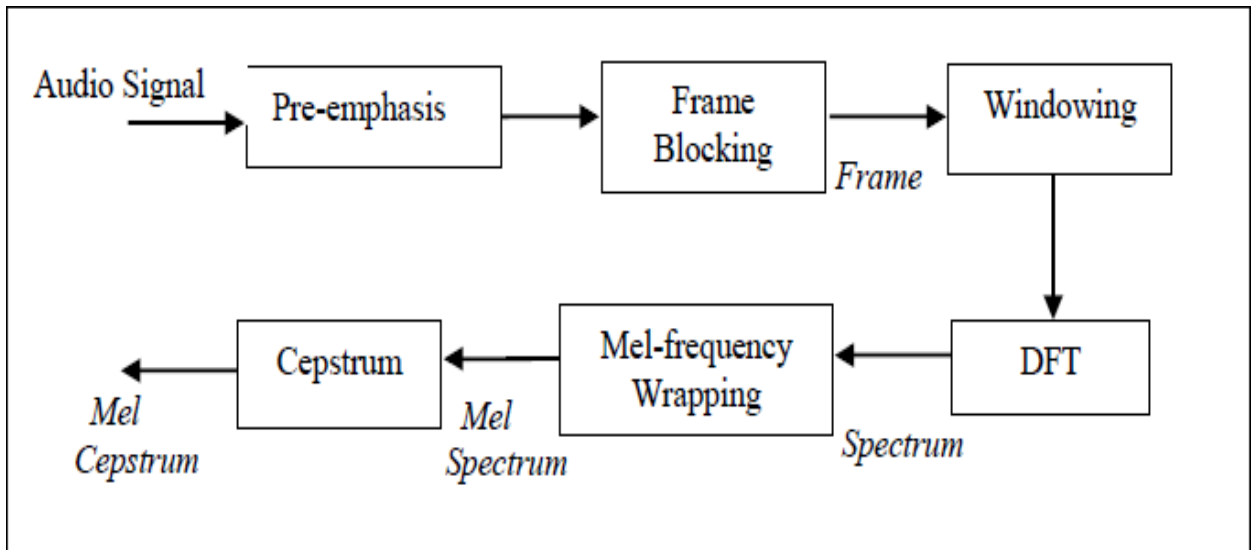 Audio Signal
Pre-emphasis
Frame
Blocking
Frame
Windowing
DFT
Spectrum
Mel-frequency
Wrapping
Mel
Spectrum
Cepstrum
Mel
Cepstrum